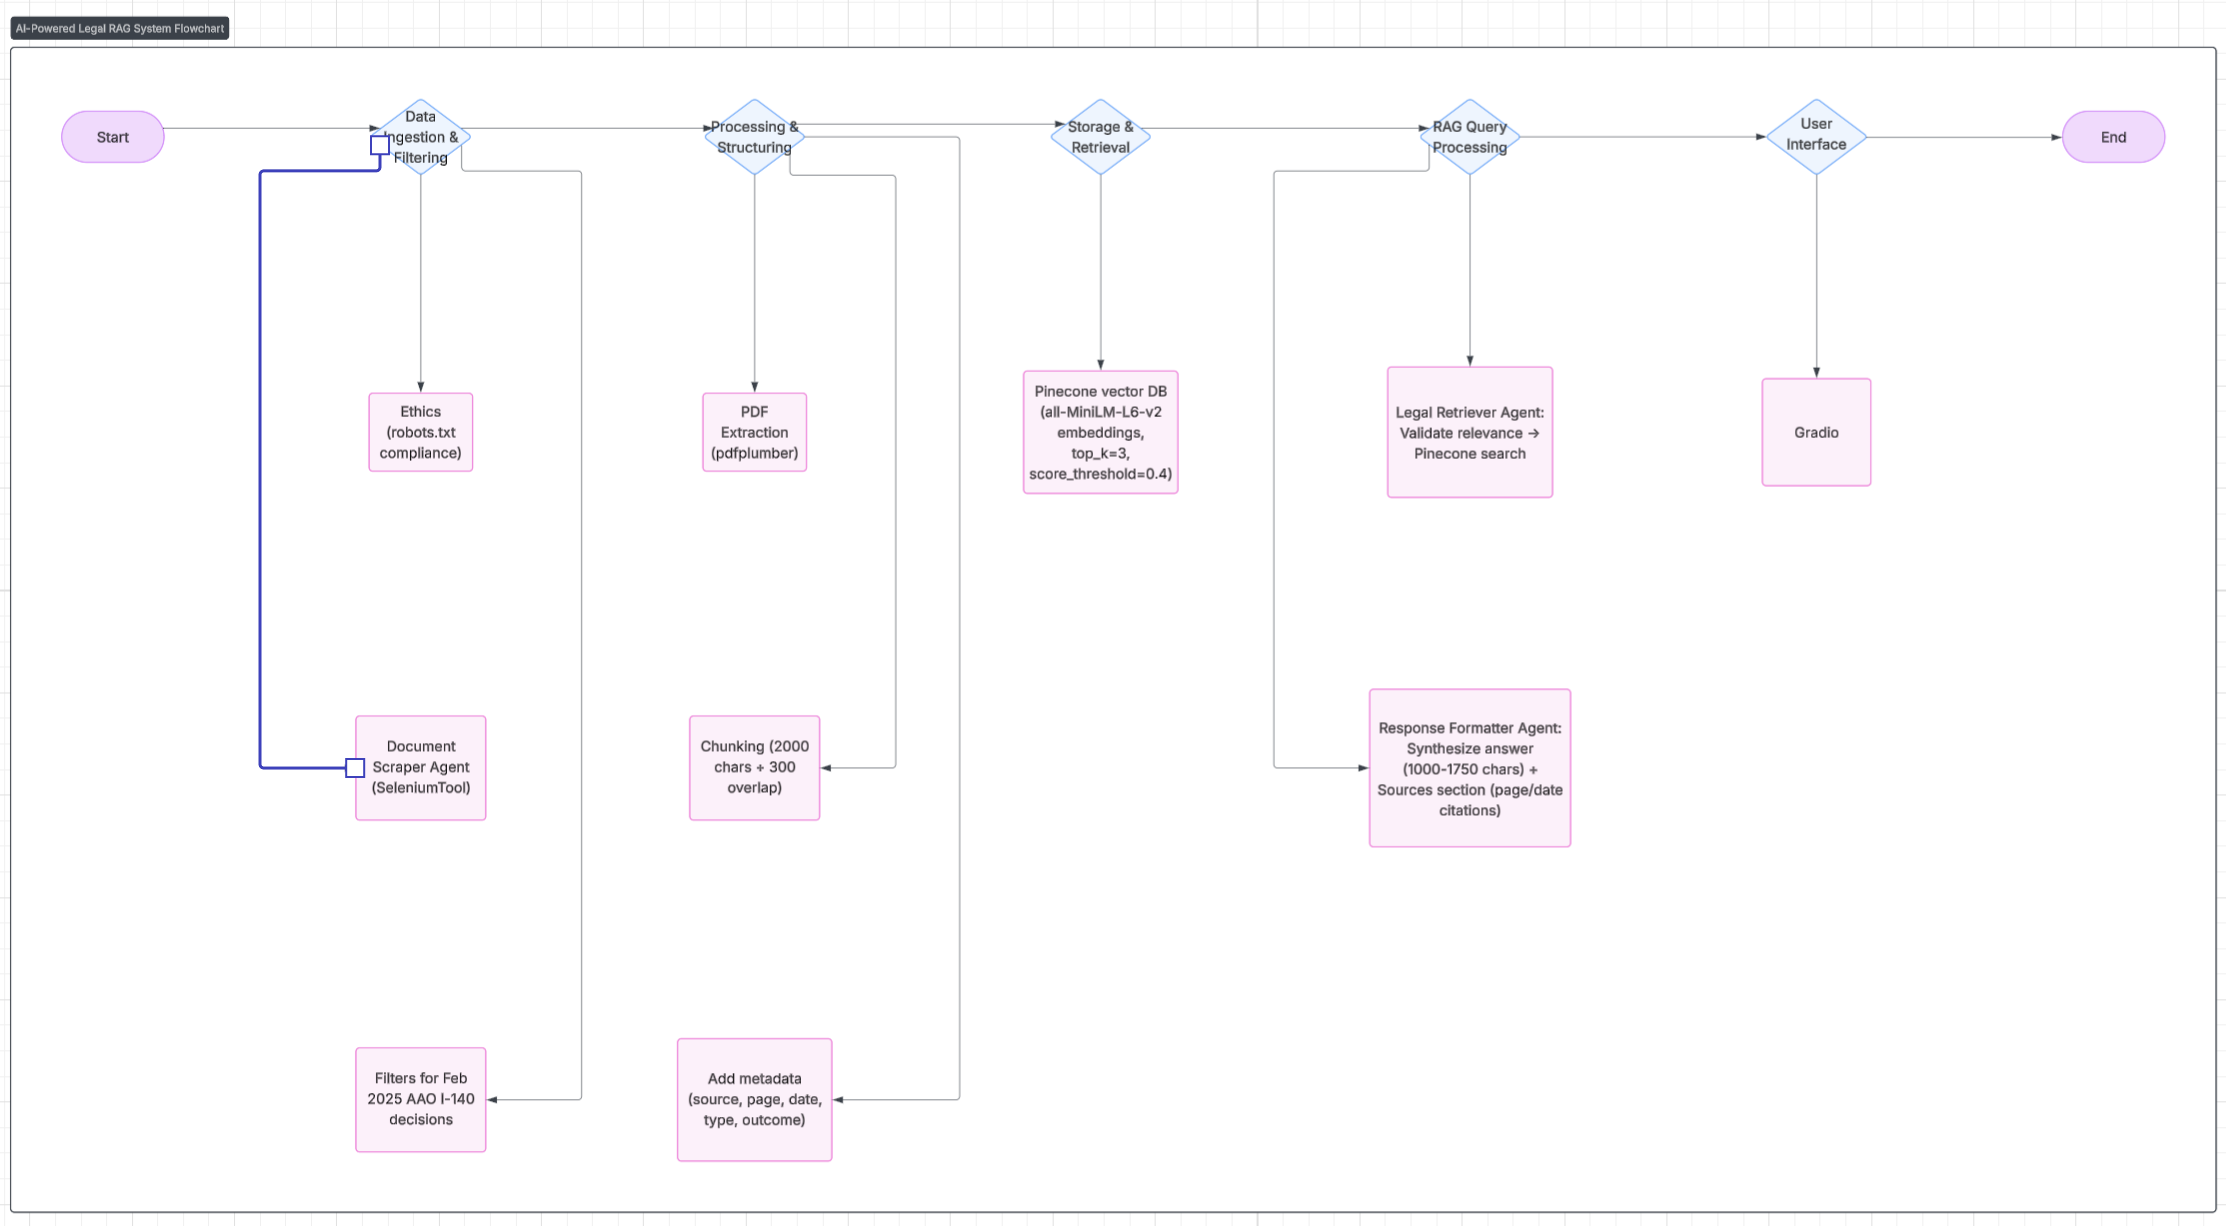 AI-Powered Legal RAG System Flowchart
Start
Data
Ingestion &
Filtering
Processing &
Structuring
Storage &
Retrieval
RAG Query
Processing
User
Interface
End
Ethics
(robots.txt
compliance)
PDF
Extraction
(pdfplumber)
Pinecone vector DB
(all-MiniLM-L6-v2
embeddings,
top_k=3,
score_threshold=0.4)
Legal Retriever Agent:
Validate relevance →
Pinecone search
Gradio
Document
Scraper Agent
(SeleniumTool)
Chunking (2000
chars + 300
overlap)
Response Formatter Agent:
Synthesize answer
(1000-1750 chars) +
Sources section (page/date
citations)
Filters for Feb
2025 AAO I-140
decisions
Add metadata
(source, page, date,
type, outcome)